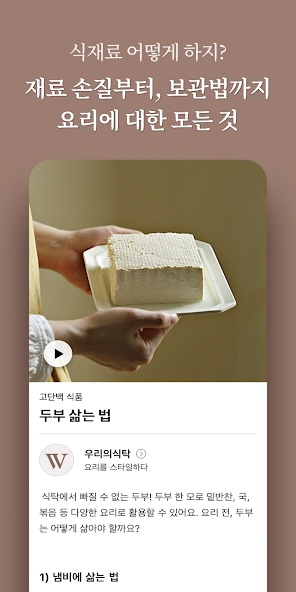 식재료 어떻게 하지?
재료 손질부터, 보관법까지
요리에 대한 모든 것
고단백 식품
두부 삶는 법
W
우리의식탁
요리를 스타일하다
식탁에서 빠질 수 없는 두부! 두부 한 모로 밑반찬, 국,
볶음 등 다양한 요리로 활용할 수 있어요. 요리 전, 두부
는 어떻게 삶아야 할까요?
1) 냄비에 삶는 법